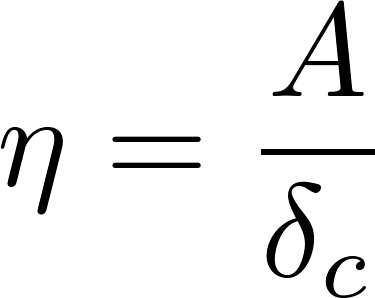 η = A / δ_c